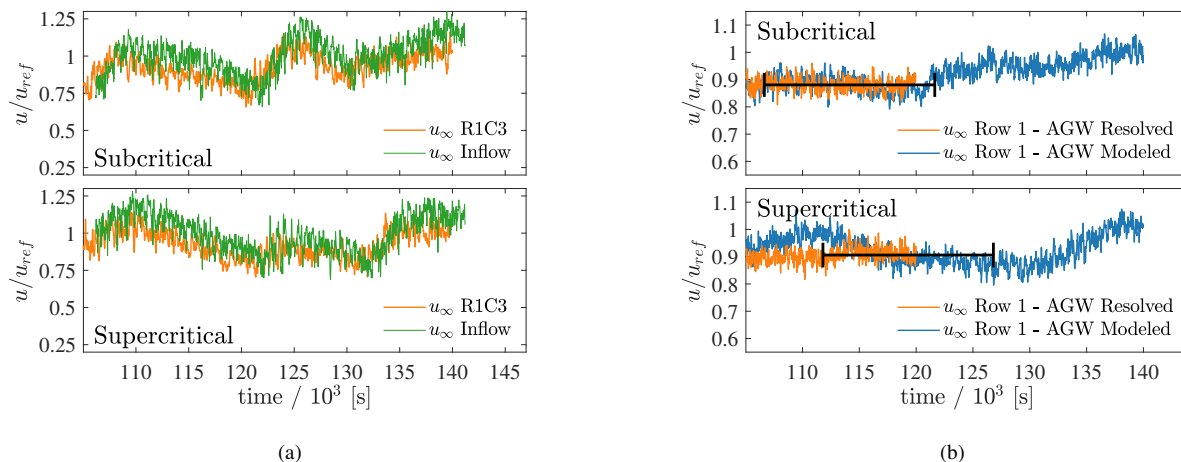 1.25
1
0.75
0.5
0.25
u/u_ref
u_∞ R1C3
u_∞ Inflow
Subcritical
1.25
1
0.75
0.5
0.25
u/u_ref
u_∞ R1C3
u_∞ Inflow
Supercritical
110 115 120 125 130 135 140 145
time / 10^3 [s]
(a)
1.1
1
0.9
0.8
0.7
0.6
u/u_ref
Subcritical
u_∞ Row 1 - AGW Resolved
u_∞ Row 1 - AGW Modeled
1.1
1
0.9
0.8
0.7
0.6
u/u_ref
Supercritical
u_∞ Row 1 - AGW Resolved
u_∞ Row 1 - AGW Modeled
110 115 120 125 130 135 140
time / 10^3 [s]
(b)